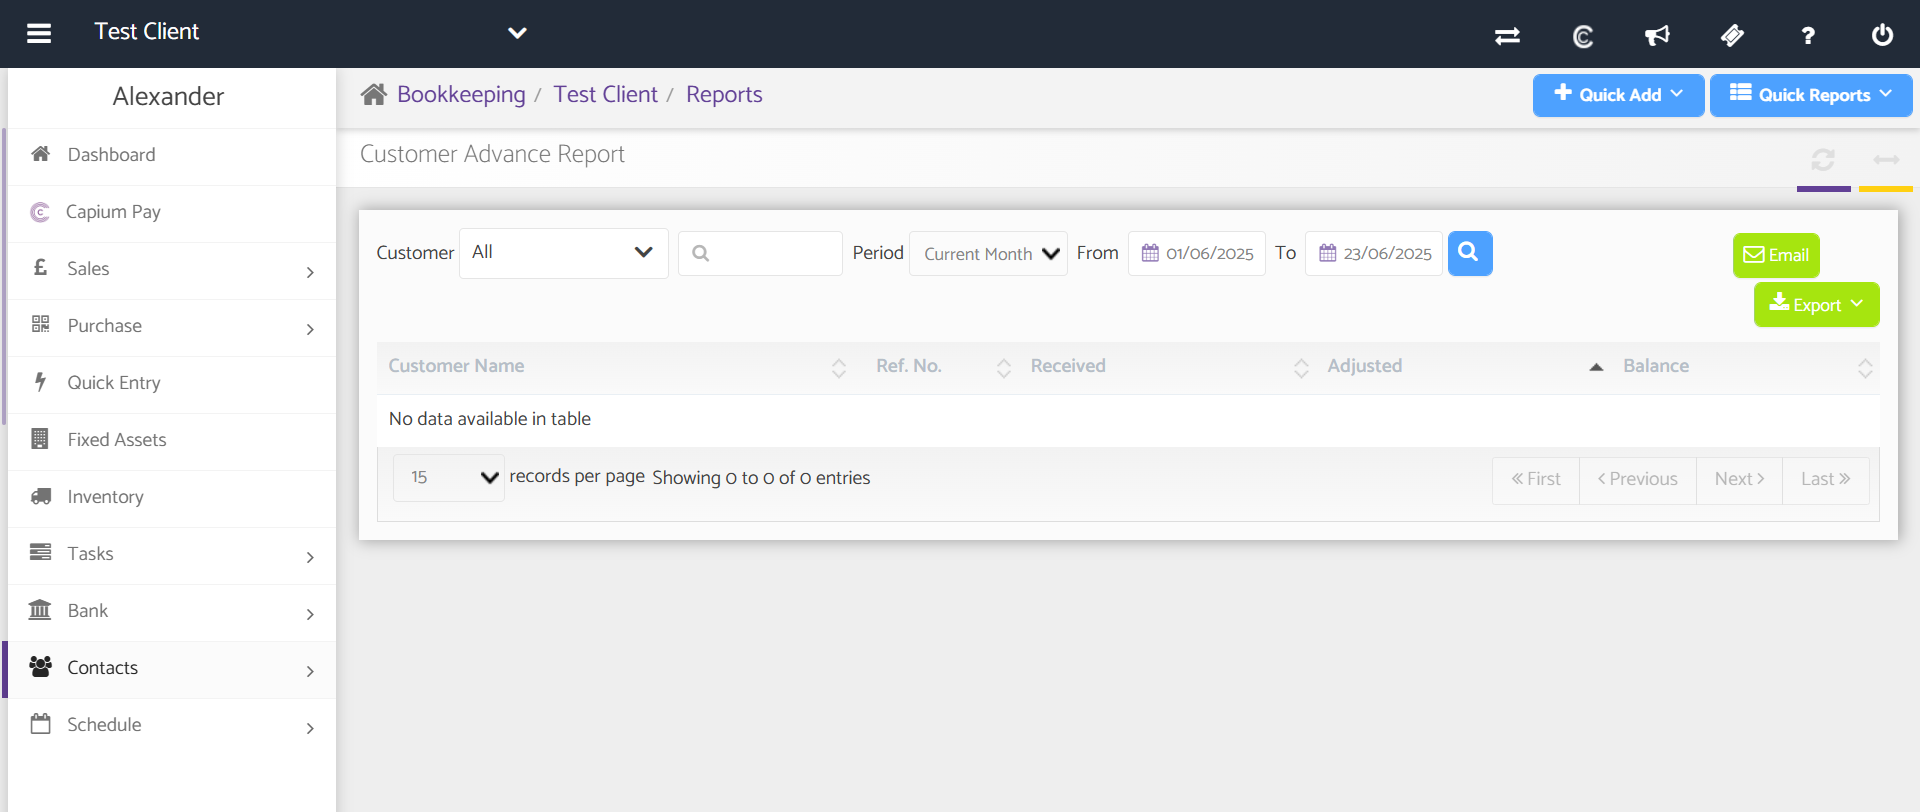 Test Client
Alexander
Bookkeeping / Test Client / Reports
Quick Add
Quick Reports
Customer Advance Report
Dashboard
Capium Pay
Sales
Purchase
Quick Entry
Fixed Assets
Inventory
Tasks
Bank
Contacts
Schedule
Customer All Period Current Month From 01/06/2025 To 23/06/2025
Email
Export
Customer Name Ref. No. Received Adjusted Balance
No data available in table
15 records per page Showing 0 to 0 of 0 entries
« First ‹ Previous Next › Last »